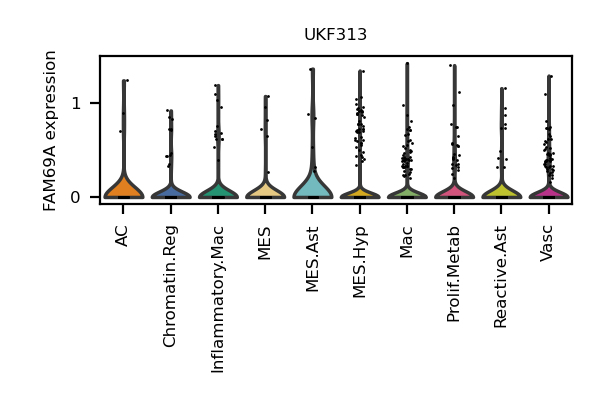 UKF313
FAM69A expression
1
0
AC
Chromatin.Reg
Inflammatory.Mac
MES
MES.Ast
MES.Hyp
Mac
Prolif.Metab
Reactive.Ast
Vasc